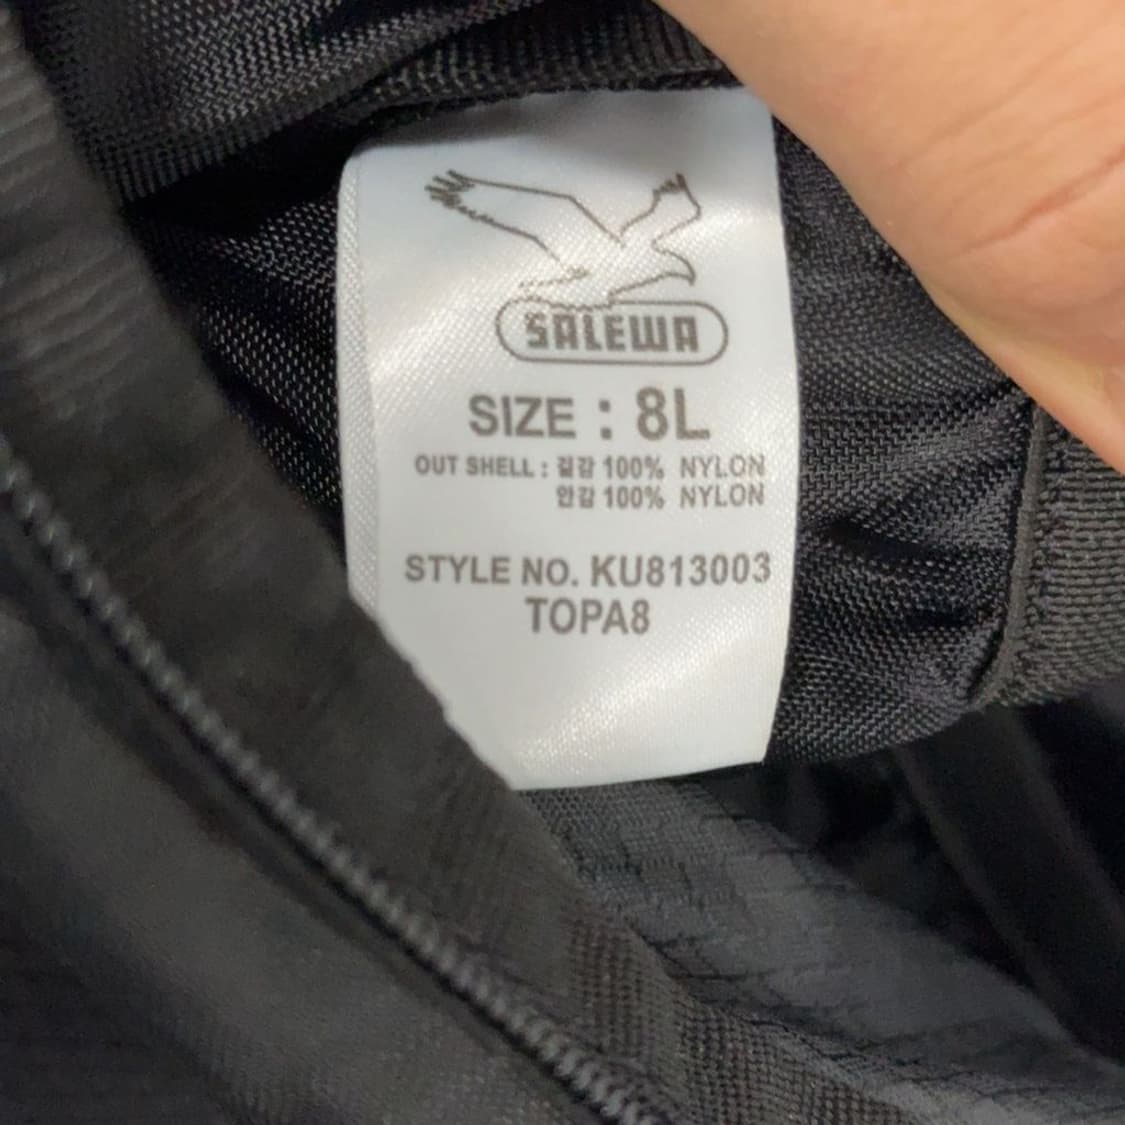 SALEWA
SIZE : 8L
OUT SHELL : 겉감 100% NYLON
안감 100% NYLON
STYLE NO. KU813003
TOPA8